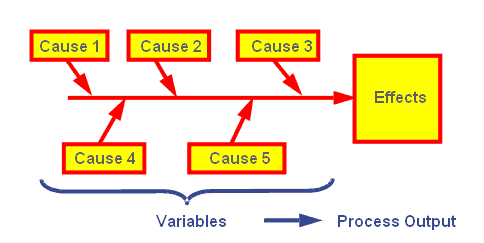 Cause 1
Cause 2
Cause 3
Effects
Cause 4
Cause 5
Variables
Process Output